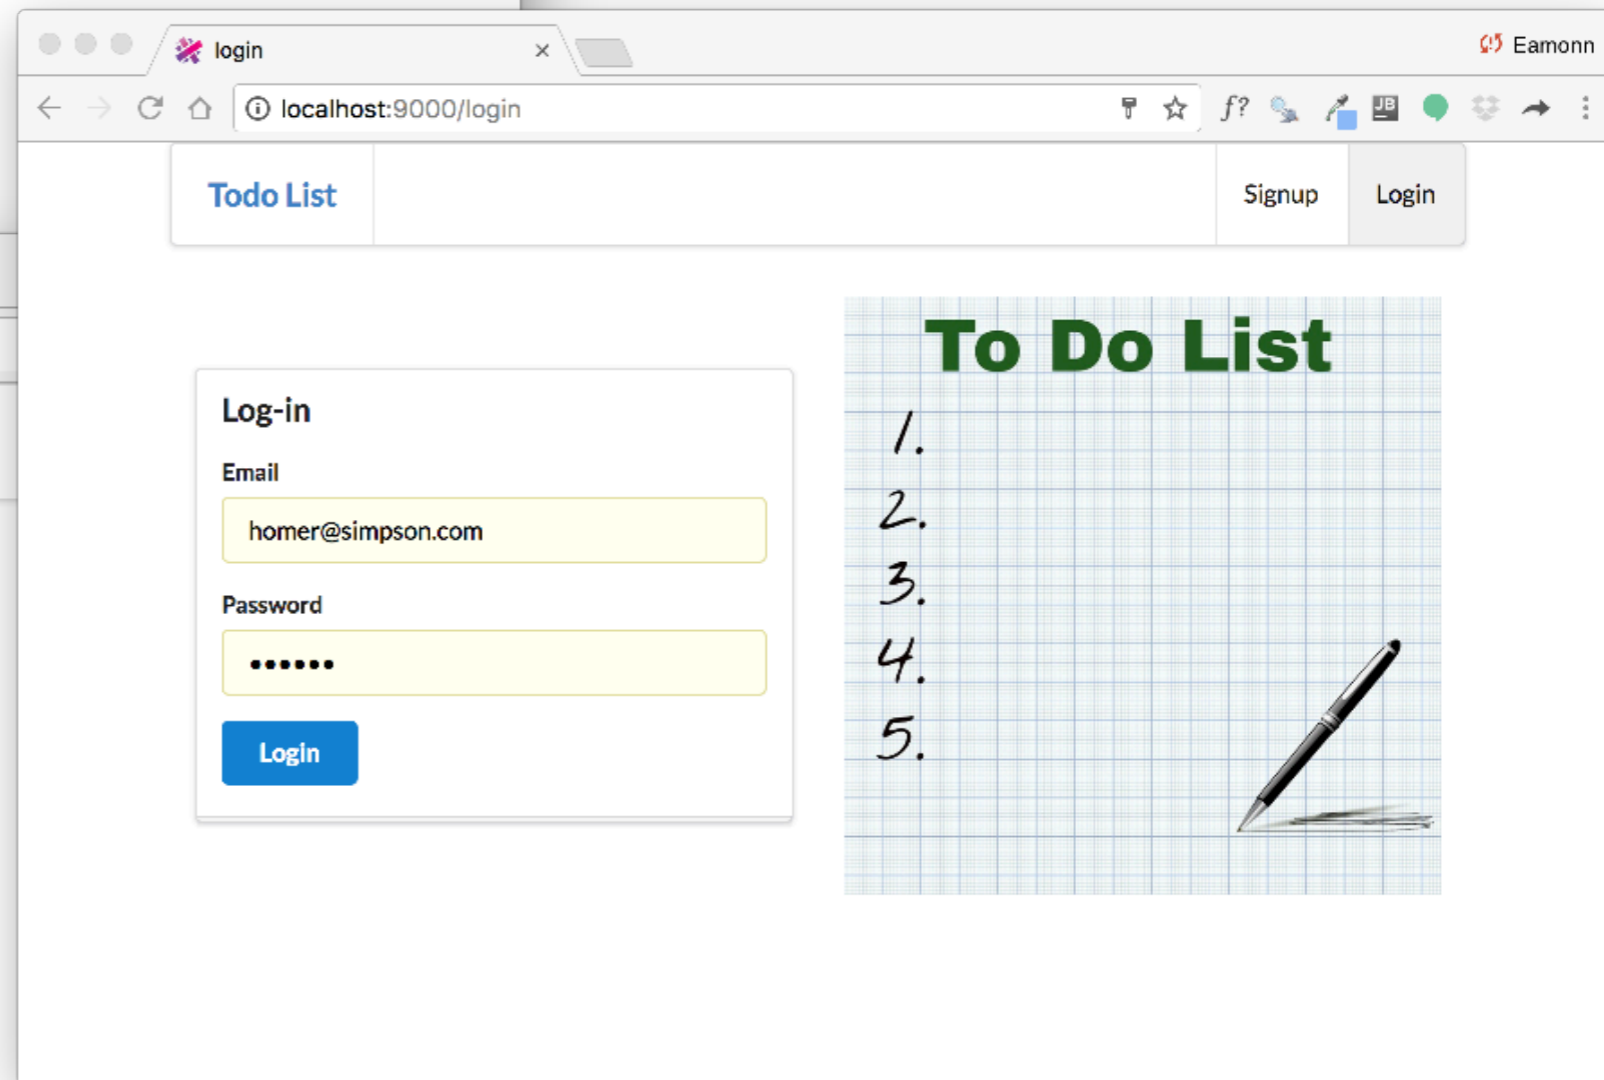 login
Eamonn
localhost:9000/login
f?
JB
Todo List
Signup
Login
Log-in
Email
homer@simpson.com
Password
••••••
Login
To Do List
1.
2.
3.
4.
5.